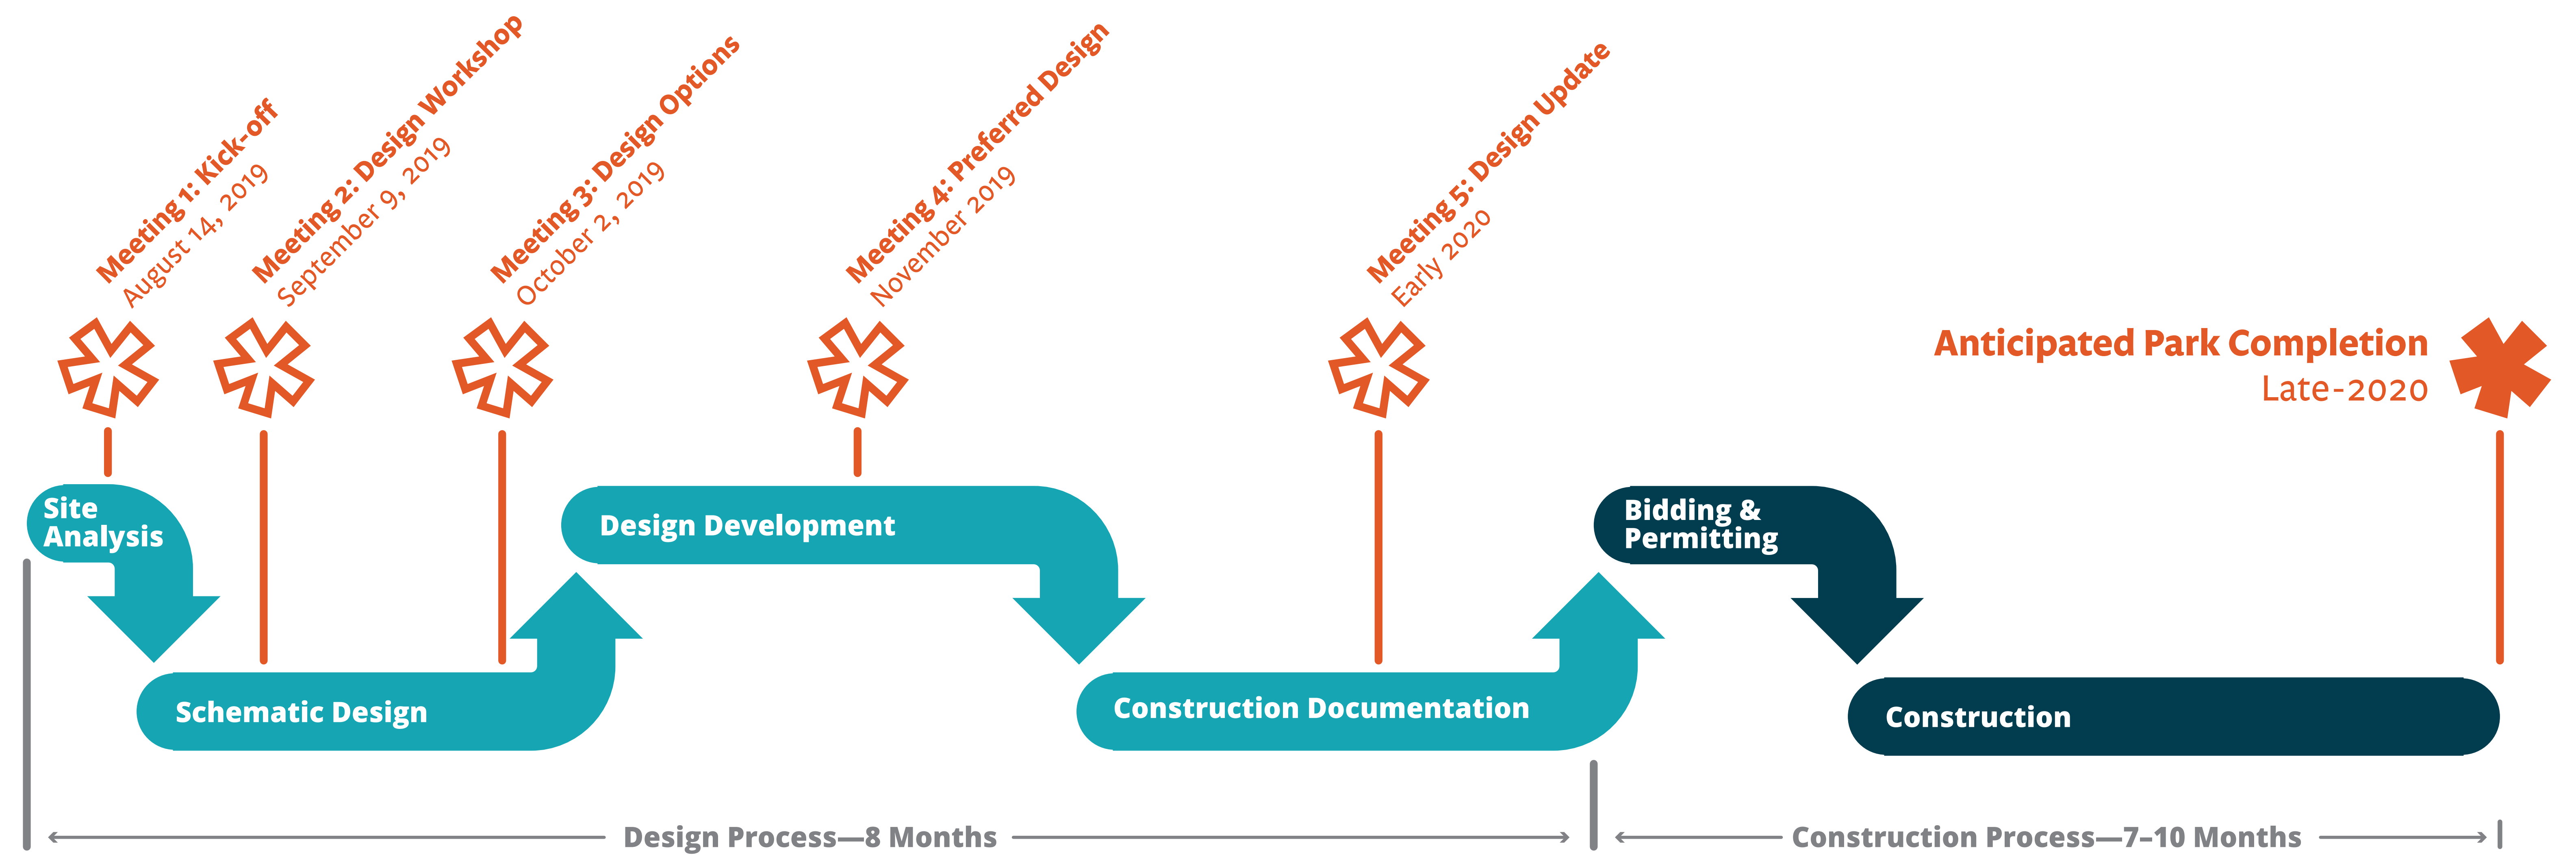 Meeting 1: Kick-off
August 14, 2019
Meeting 2: Design Workshop
September 9, 2019
Meeting 3: Design Options
October 2, 2019
Meeting 4: Preferred Design
November 2019
Meeting 5: Design Update
Early 2020
Anticipated Park Completion
Late-2020
Site
Analysis
Schematic Design
Design Development
Construction Documentation
Bidding &
Permitting
Construction
Design Process—8 Months
Construction Process—7–10 Months